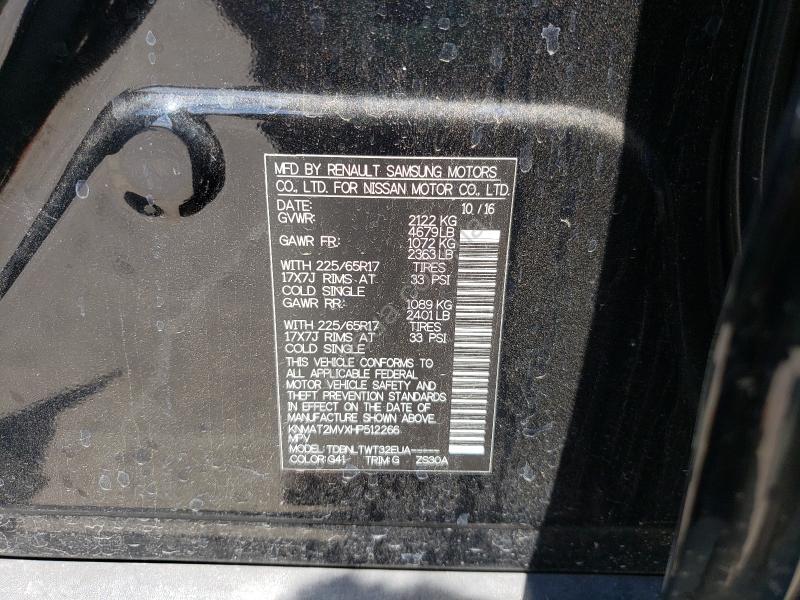 MFD BY RENAULT SAMSUNG MOTORS
CO., LTD. FOR NISSAN MOTOR CO., LTD.
DATE: 10 / 16
GVWR: 2122 KG
4679 LB
GAWR FR: 1072 KG
2363 LB
WITH 225/65R17 TIRES
17X7J RIMS AT 33 PSI
COLD SINGLE
GAWR RR: 1089 KG
2401 LB
WITH 225/65R17 TIRES
17X7J RIMS AT 33 PSI
COLD SINGLE
THIS VEHICLE CONFORMS TO
ALL APPLICABLE FEDERAL
MOTOR VEHICLE SAFETY AND
THEFT PREVENTION STANDARDS
IN EFFECT ON THE DATE OF
MANUFACTURE SHOWN ABOVE.
KNMAT2MVXHP512266
MPV
MODEL: TDBNLTWT32EUA-----
COLOR: G41 TRIM: G ZS30A